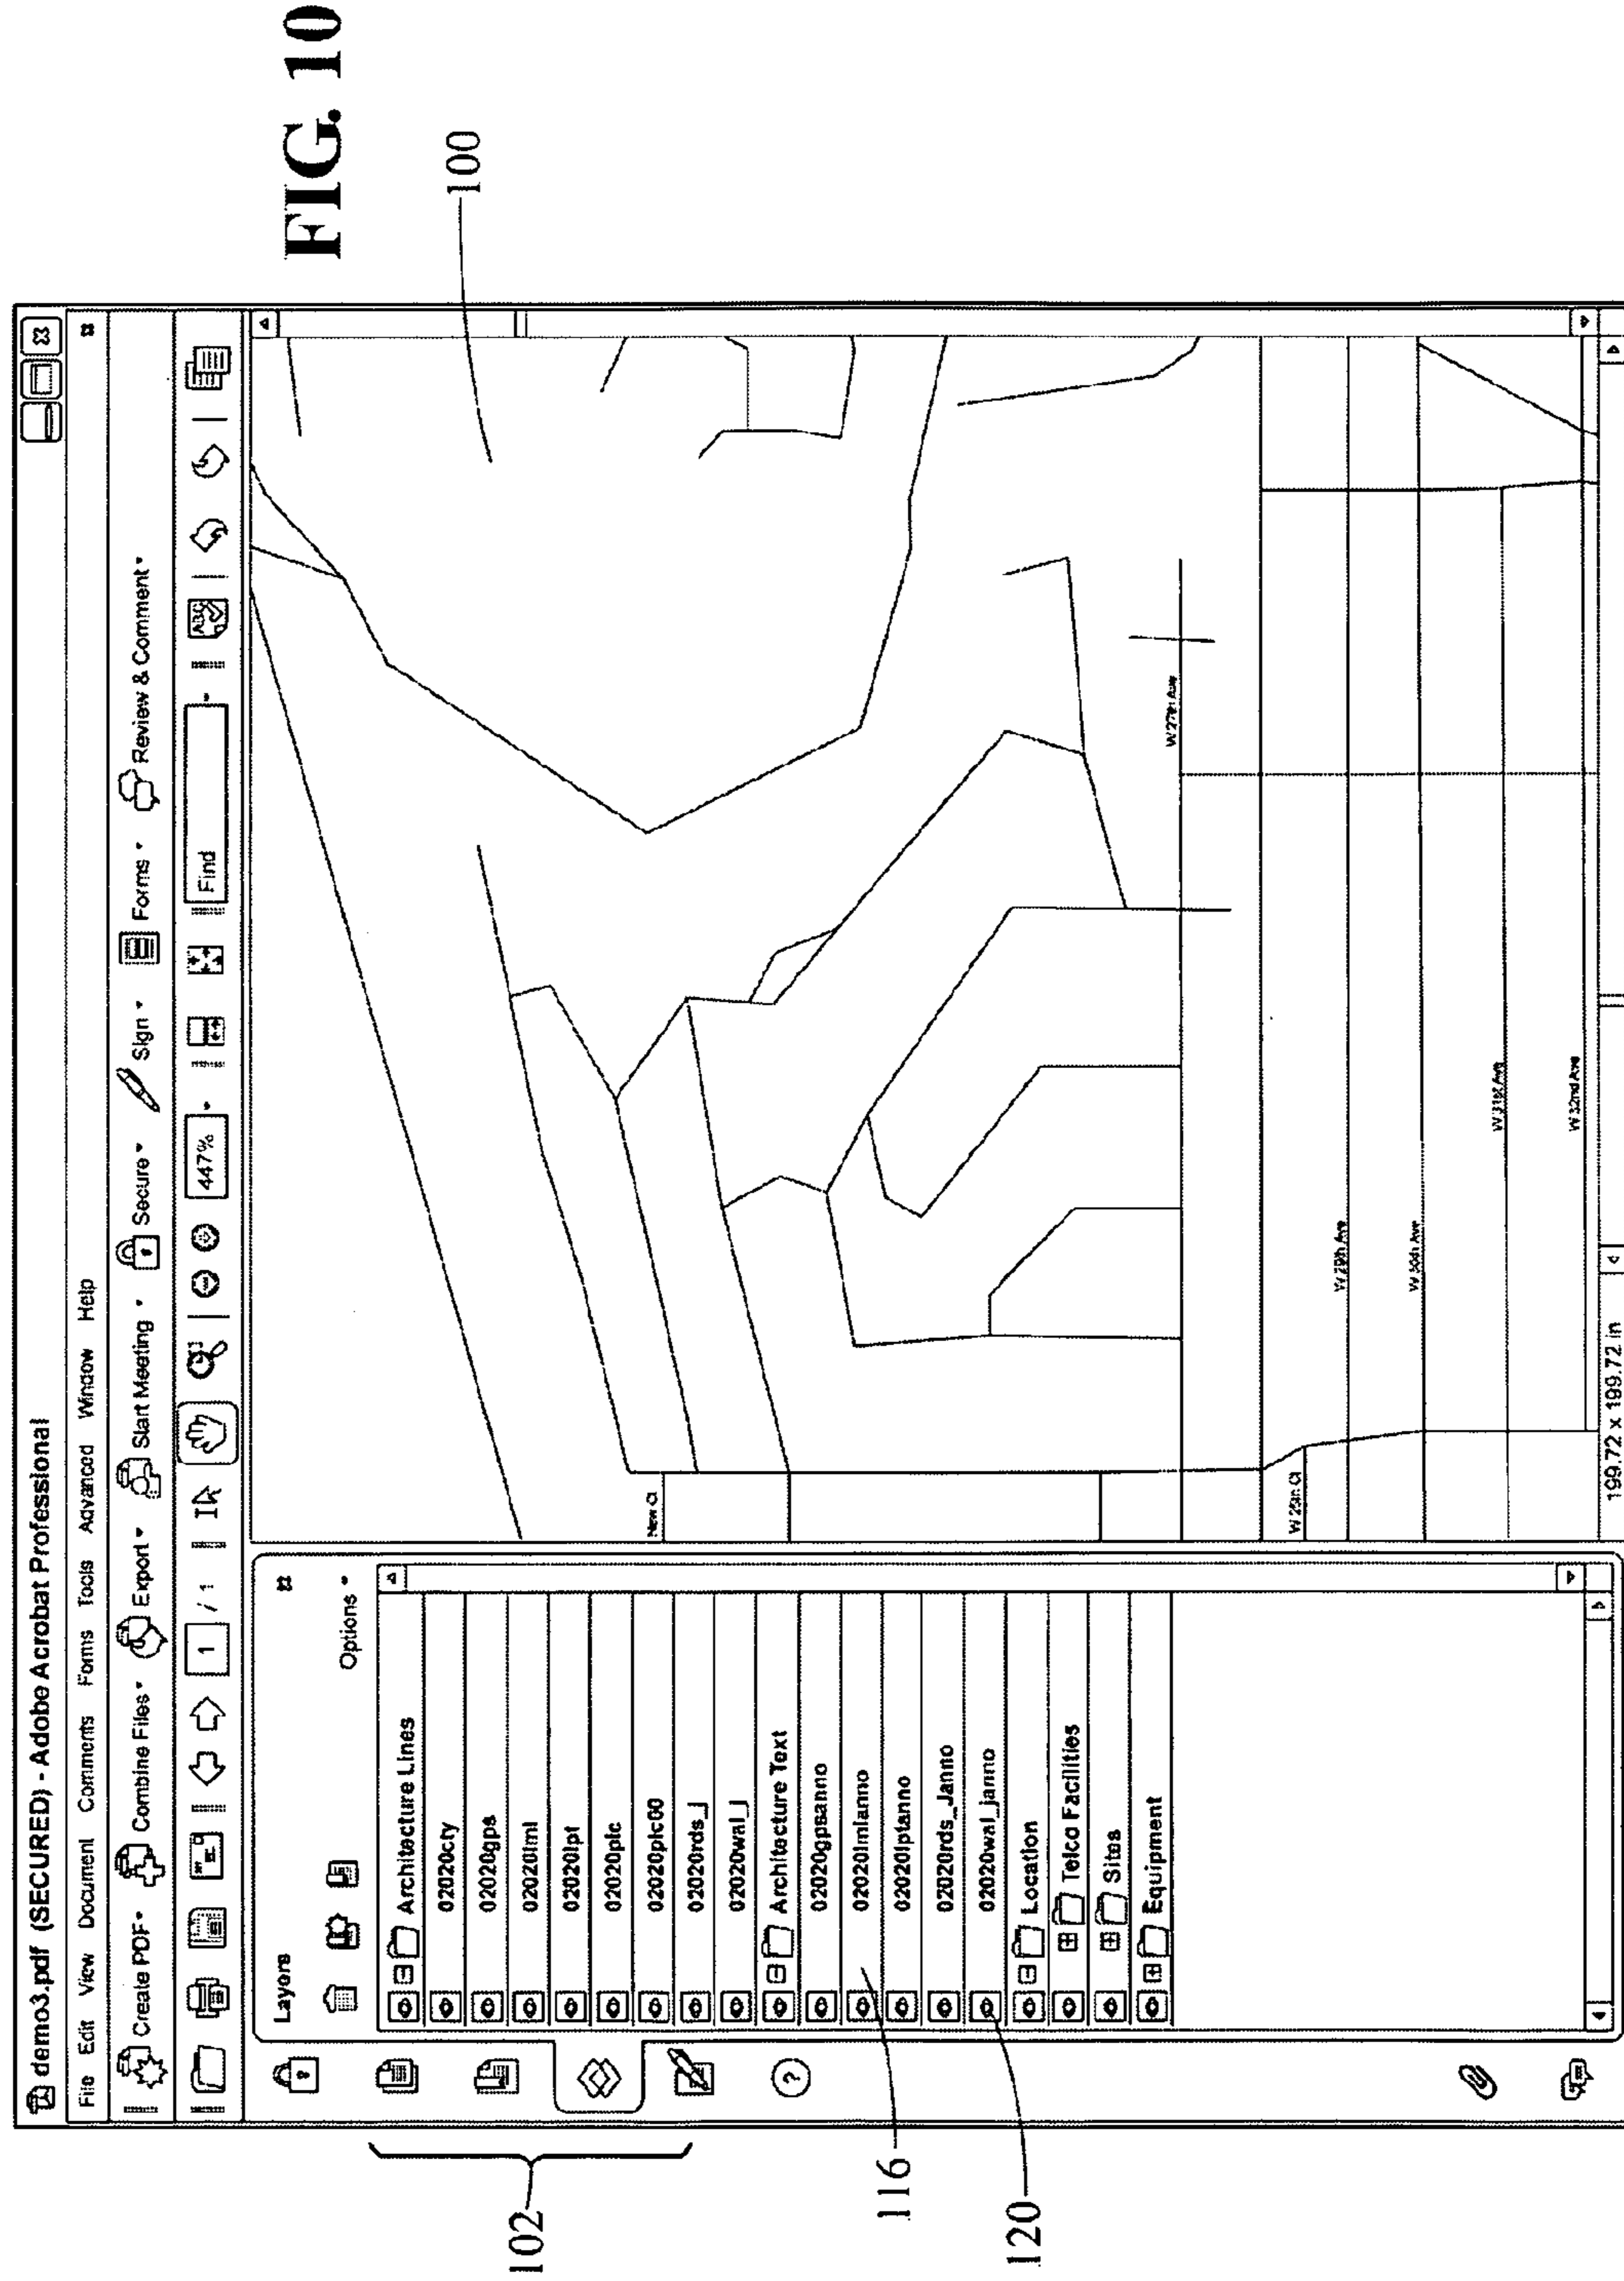 FIG. 10
demo3.pdf (SECURED) - Adobe Acrobat Professional
File Edit View Document Comments Forms Tools Advanced Window Help
Create PDF Combine Files Export Start Meeting Secure Sign Forms Review & Comment
1 / 1 447% Find
100
Layers
Options
Architecture Lines
02020cty
02020gps
02020lml
02020lpt
02020plc
02020plc00
02020rds_l
02020wal_l
Architecture Text
02020gpsanno
02020lmlanno
02020lptanno
02020rds_lanno
02020wal_lanno
Location
Telco Facilities
Sites
Equipment
102
116
120
New Ct
W 27th Ave
W 29th Ave
W 30th Ave
W 31st Ave
W 32nd Ave
199.72 x 199.72 in